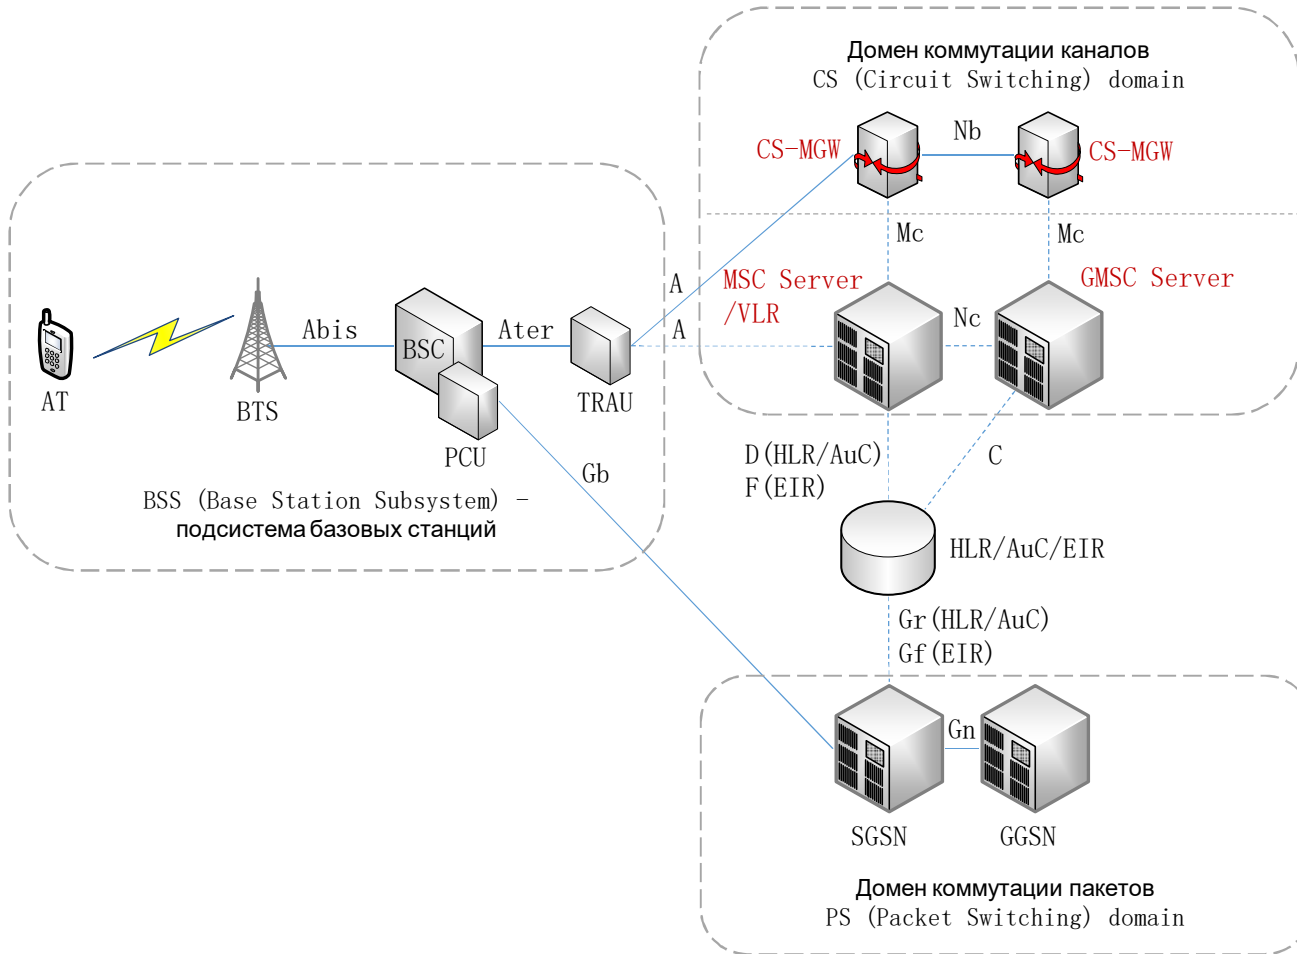 Домен коммутации каналов
CS (Circuit Switching) domain
CS-MGW
Nb
CS-MGW
Mc
Mc
A
MSC Server
/VLR
GMSC Server
Abis
BSC
Ater
A
Nc
AT
BTS
PCU
TRAU
Gb
D(HLR/AuC)
F(EIR)
C
BSS (Base Station Subsystem) -
подсистема базовых станций
HLR/AuC/EIR
Gr(HLR/AuC)
Gf(EIR)
Gn
SGSN
GGSN
Домен коммутации пакетов
PS (Packet Switching) domain